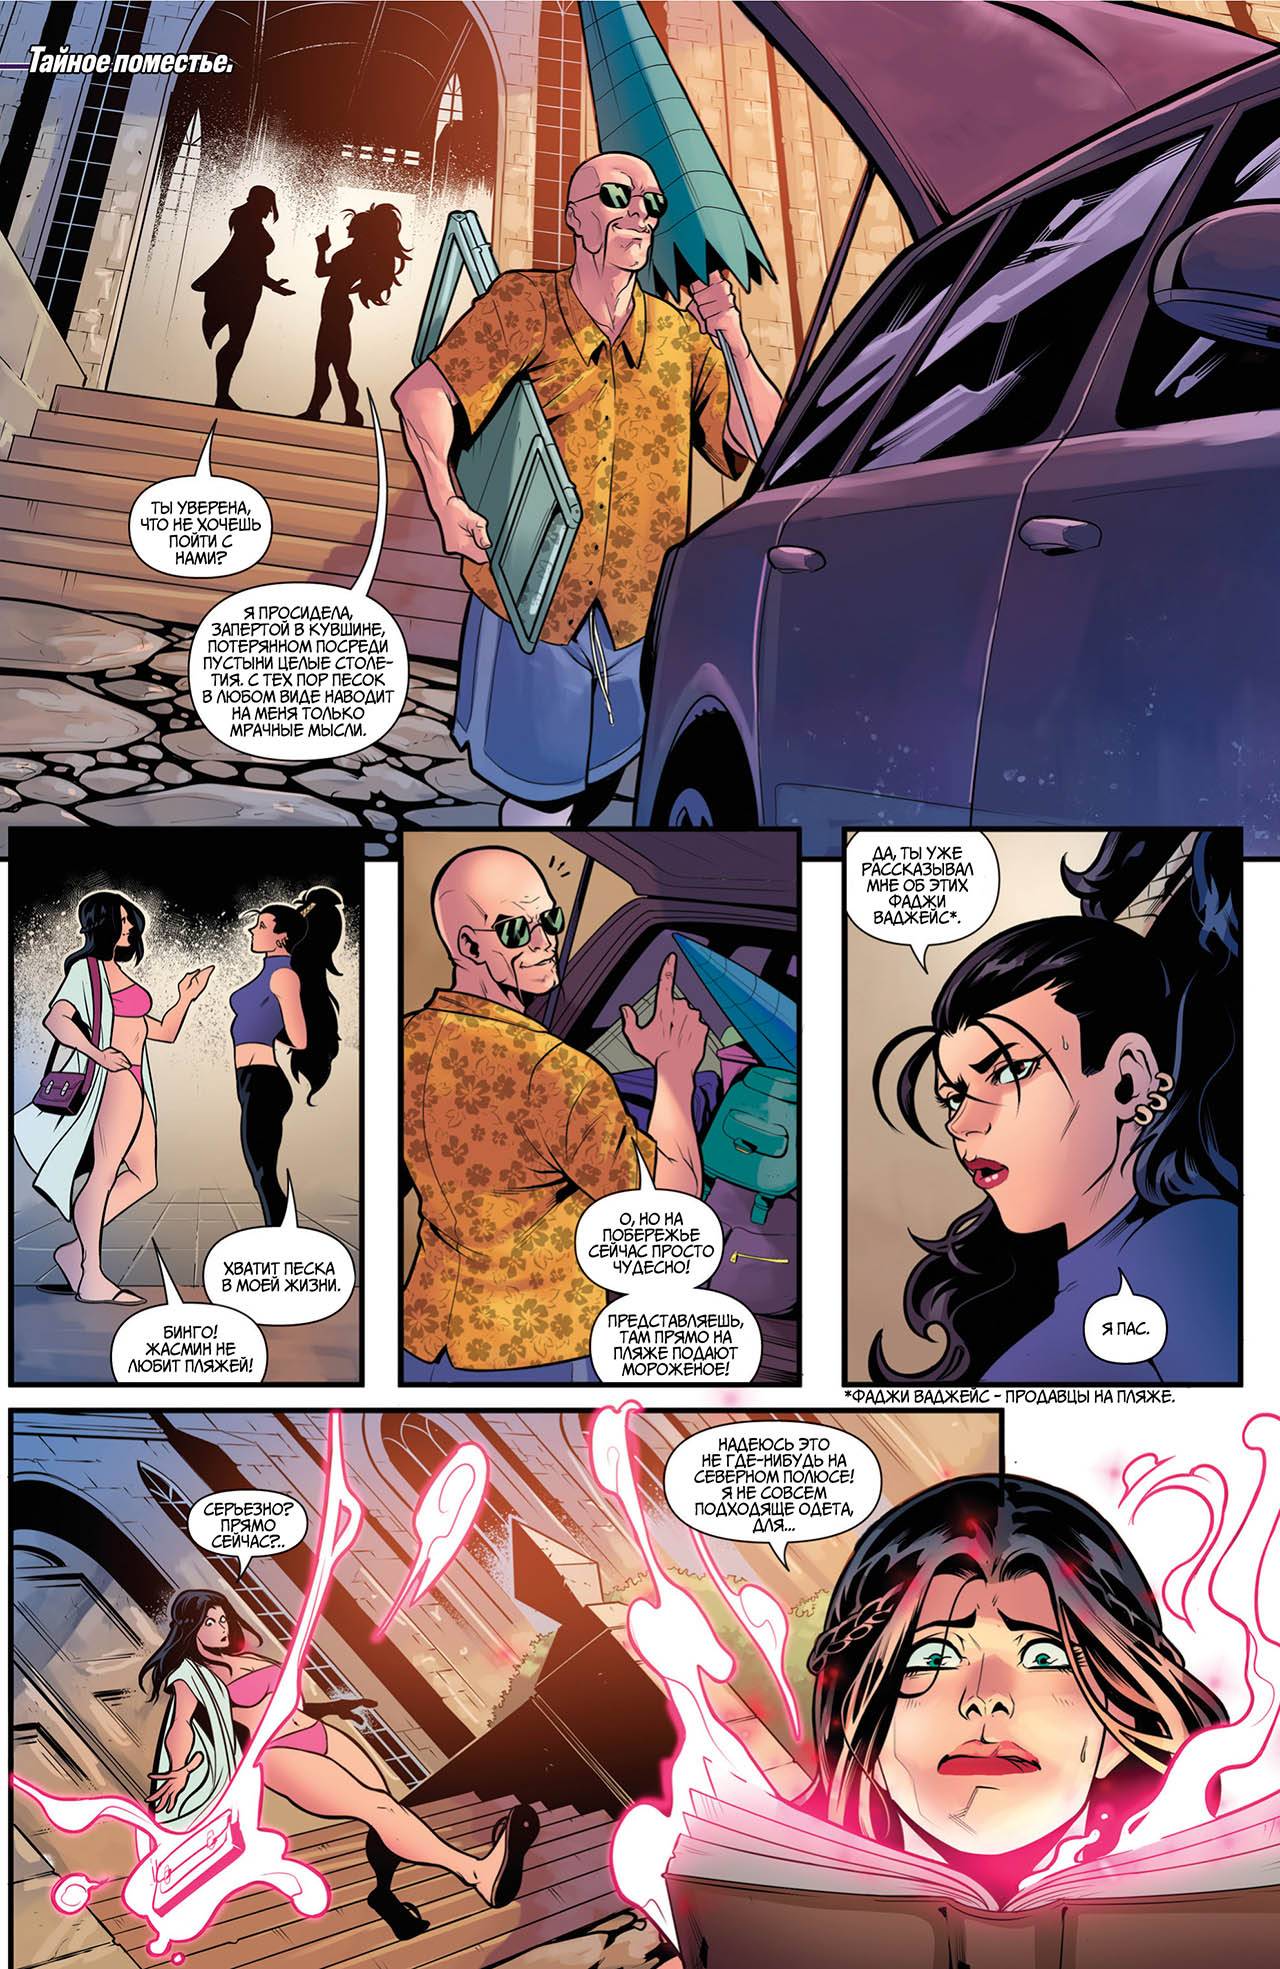 Тайное поместье.
ТЫ УВЕРЕНА,
ЧТО НЕ ХОЧЕШЬ
ПОЙТИ С
НАМИ?
Я ПРОСИДЕЛА,
ЗАПЕРТОЙ В КУВШИНЕ,
ПОТЕРЯННОМ ПОСРЕДИ
ПУСТЫНИ ЦЕЛЫЕ СТОЛЕ-
ТИЯ. С ТЕХ ПОР ПЕСОК
В ЛЮБОМ ВИДЕ НАВОДИТ
НА МЕНЯ ТОЛЬКО
МРАЧНЫЕ МЫСЛИ.
ХВАТИТ ПЕСКА
В МОЕЙ ЖИЗНИ.
БИНГО!
ЖАСМИН НЕ
ЛЮБИТ ПЛЯЖЕЙ!
О, НО НА
ПОБЕРЕЖЬЕ
СЕЙЧАС ПРОСТО
ЧУДЕСНО!
ПРЕДСТАВЛЯЕШЬ,
ТАМ ПРЯМО НА
ПЛЯЖЕ ПОДАЮТ
МОРОЖЕНОЕ!
ДА, ТЫ УЖЕ
РАССКАЗЫВАЛ
МНЕ ОБ ЭТИХ
ФАДЖИ
ВАДЖЕЙС*.
Я ПАС.
*ФАДЖИ ВАДЖЕЙС - ПРОДАВЦЫ НА ПЛЯЖЕ.
СЕРЬЕЗНО?
ПРЯМО
СЕЙЧАС?..
НАДЕЮСЬ ЭТО
НЕ ГДЕ-НИБУДЬ НА
СЕВЕРНОМ ПОЛЮСЕ!
Я НЕ СОВСЕМ
ПОДХОДЯЩЕ ОДЕТА,
ДЛЯ...